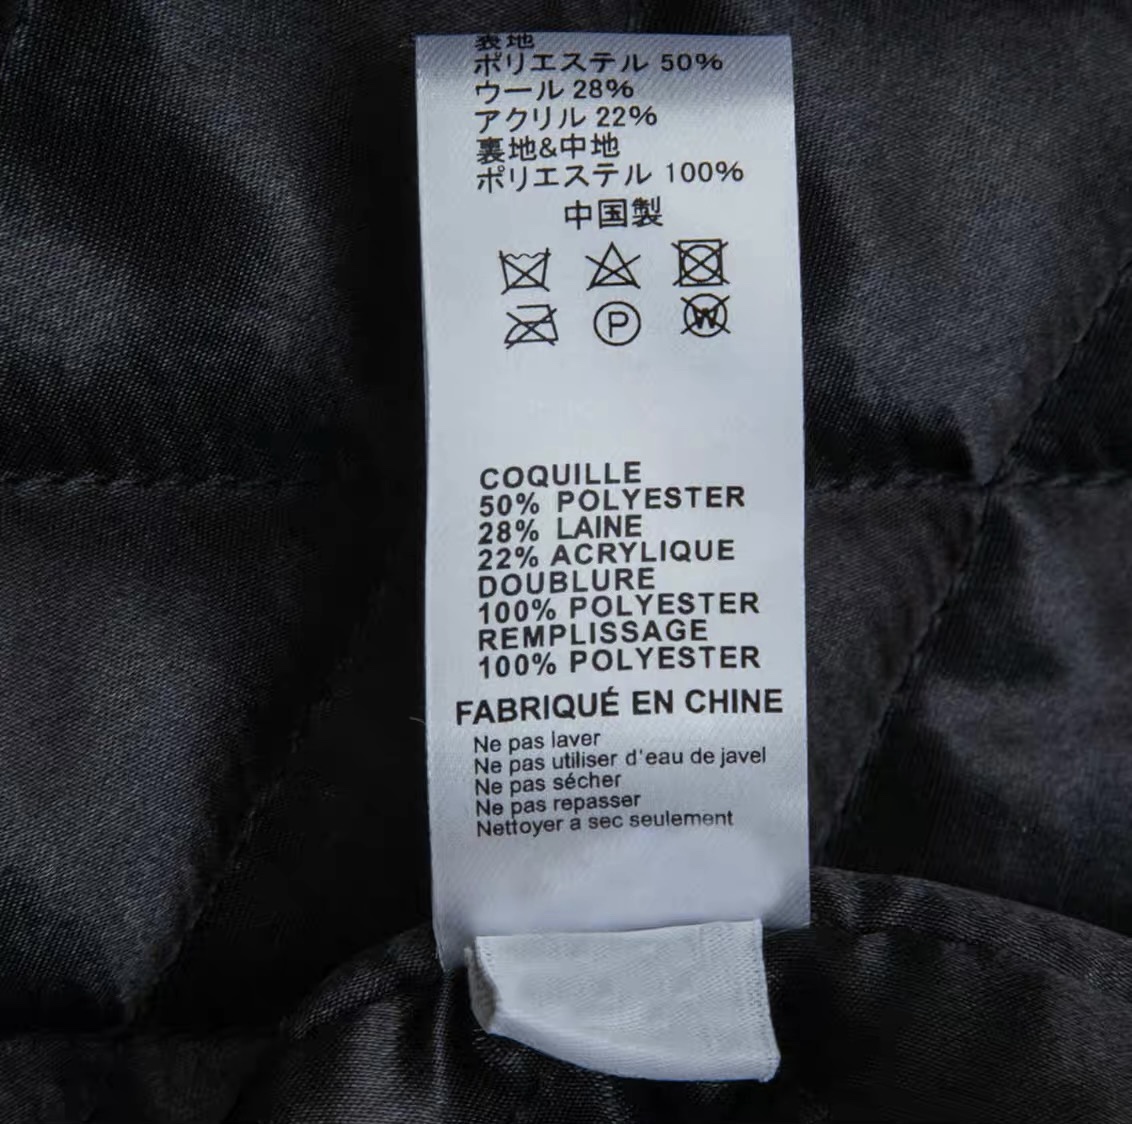 表地
ポリエステル 50%
ウール 28%
アクリル 22%
裏地&中地
ポリエステル 100%
中国製
P
W
COQUILLE
50% POLYESTER
28% LAINE
22% ACRYLIQUE
DOUBLURE
100% POLYESTER
REMPLISSAGE
100% POLYESTER
FABRIQUÉ EN CHINE
Ne pas laver
Ne pas utiliser d'eau de javel
Ne pas sécher
Ne pas repasser
Nettoyer a sec seulement